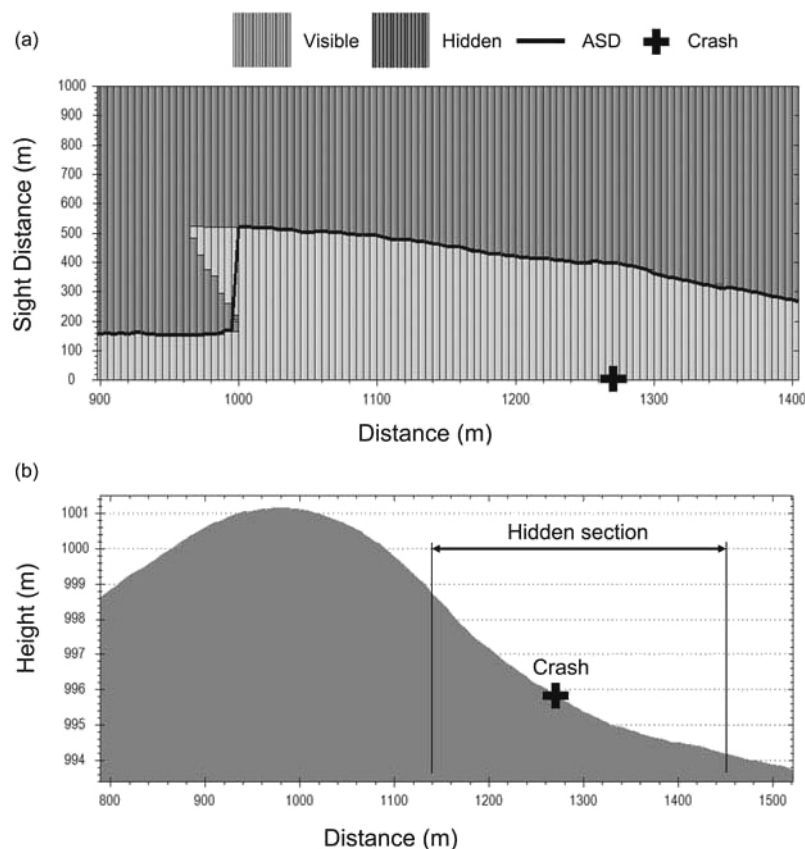 (a)
Visible Hidden ASD Crash
Sight Distance (m)
1000
900
800
700
600
500
400
300
200
100
0
900 1000 1100 1200 1300 1400
Distance (m)
(b)
Height (m)
1001
1000
999
998
997
996
995
994
Hidden section
Crash
800 900 1000 1100 1200 1300 1400 1500
Distance (m)